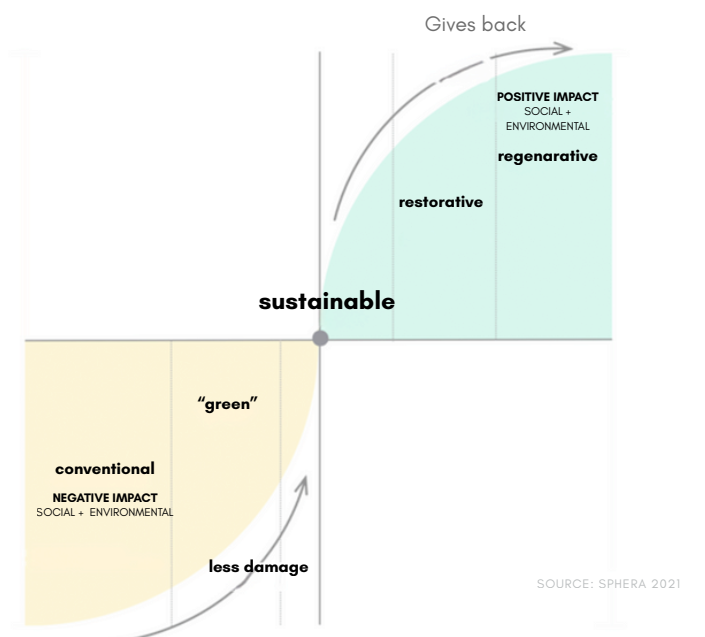 Gives back
POSITIVE IMPACT
SOCIAL +
ENVIRONMENTAL
regenarative
restorative
sustainable
“green”
conventional
NEGATIVE IMPACT
SOCIAL + ENVIRONMENTAL
less damage
SOURCE: SPHERA 2021